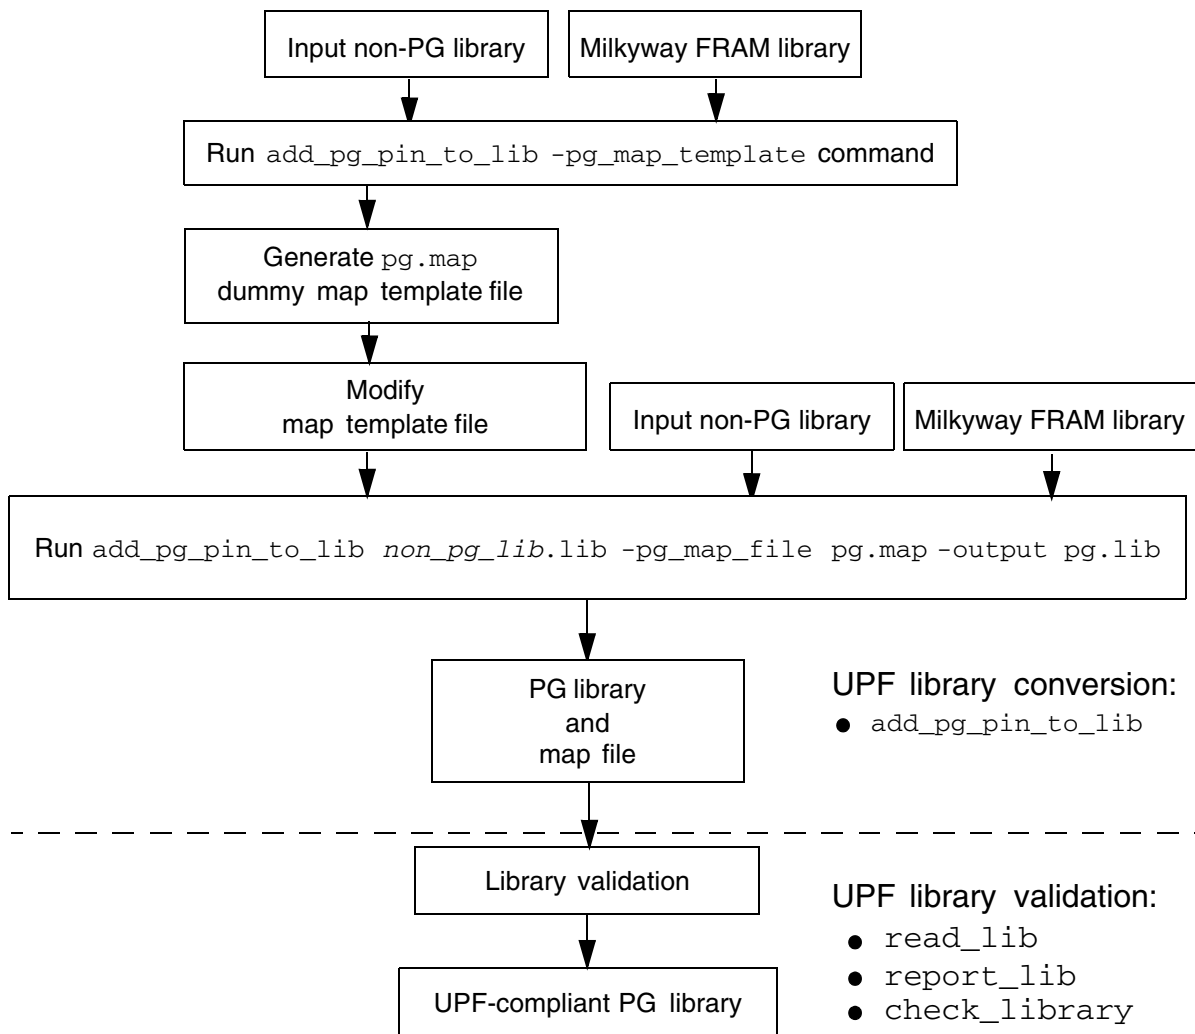 Input non-PG library
Milkyway FRAM library
Run add_pg_pin_to_lib -pg_map_template command
Generate pg.map
dummy map template file
Modify
map template file
Input non-PG library
Milkyway FRAM library
Run add_pg_pin_to_lib non_pg_lib.lib -pg_map_file pg.map -output pg.lib
PG library
and
map file
UPF library conversion:
● add_pg_pin_to_lib
Library validation
UPF-compliant PG library
UPF library validation:
● read_lib
● report_lib
● check_library